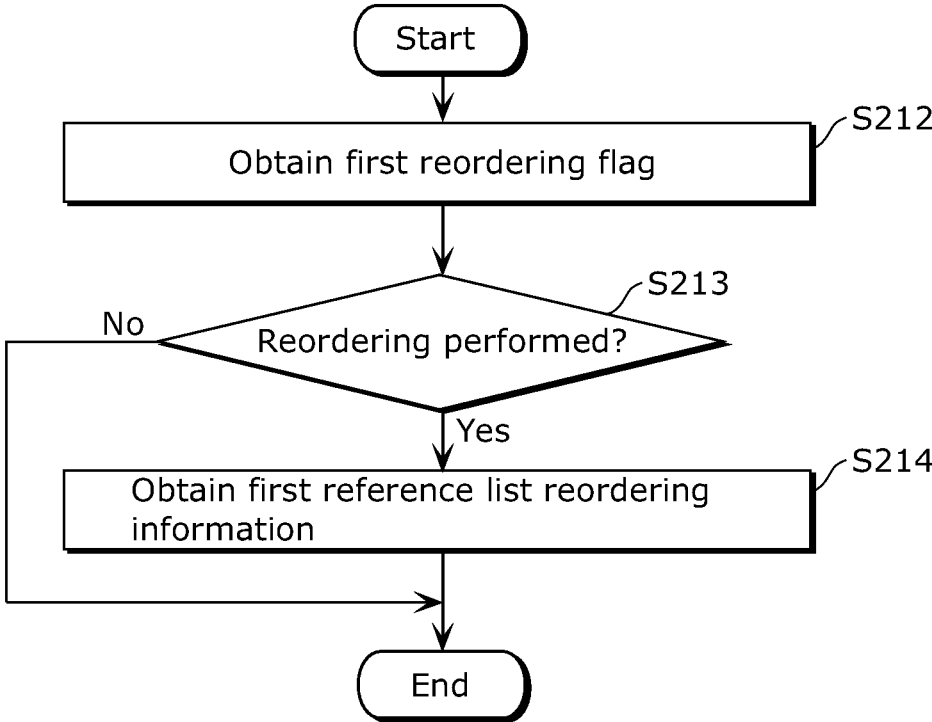 Start
S212
Obtain first reordering flag
S213
No
Reordering performed?
Yes
S214
Obtain first reference list reordering
information
End